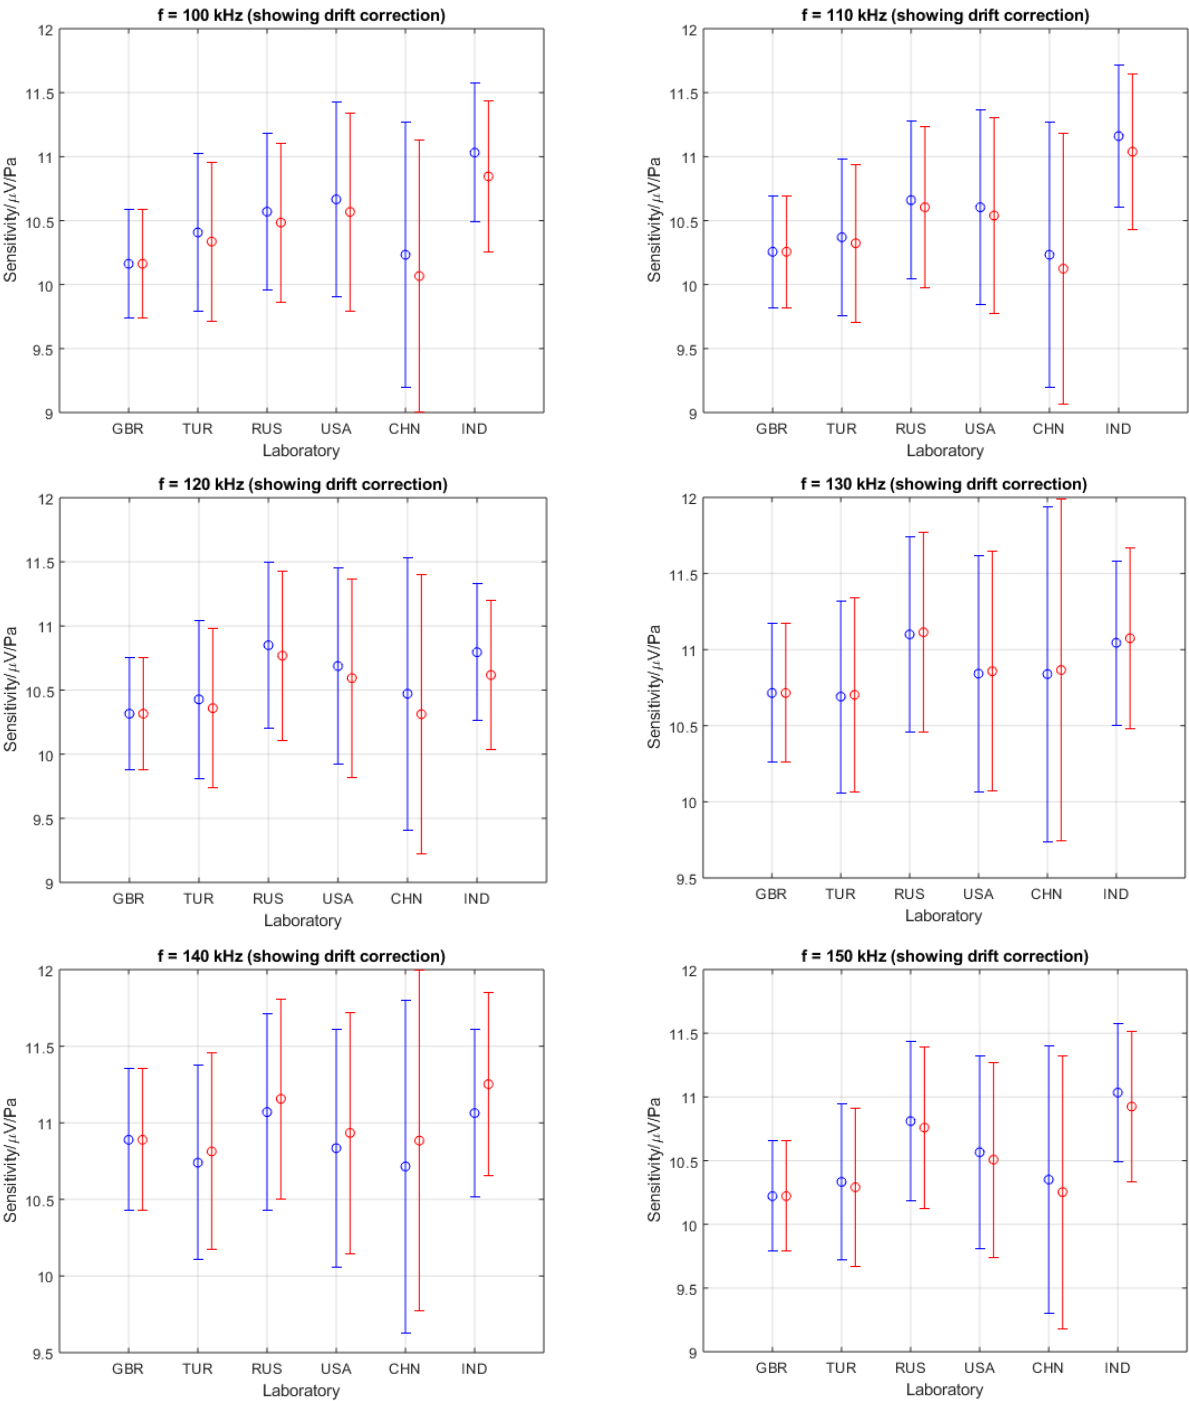 f = 100 kHz (showing drift correction)
12
11.5
11
10.5
10
9.5
9
Sensitivity/μV/Pa
GBR TUR RUS USA CHN IND
Laboratory
f = 110 kHz (showing drift correction)
12
11.5
11
10.5
10
9.5
9
Sensitivity/μV/Pa
GBR TUR RUS USA CHN IND
Laboratory
f = 120 kHz (showing drift correction)
12
11.5
11
10.5
10
9.5
9
Sensitivity/μV/Pa
GBR TUR RUS USA CHN IND
Laboratory
f = 130 kHz (showing drift correction)
12
11.5
11
10.5
10
9.5
Sensitivity/μV/Pa
GBR TUR RUS USA CHN IND
Laboratory
f = 140 kHz (showing drift correction)
12
11.5
11
10.5
10
9.5
Sensitivity/μV/Pa
GBR TUR RUS USA CHN IND
Laboratory
f = 150 kHz (showing drift correction)
12
11.5
11
10.5
10
9.5
9
Sensitivity/μV/Pa
GBR TUR RUS USA CHN IND
Laboratory